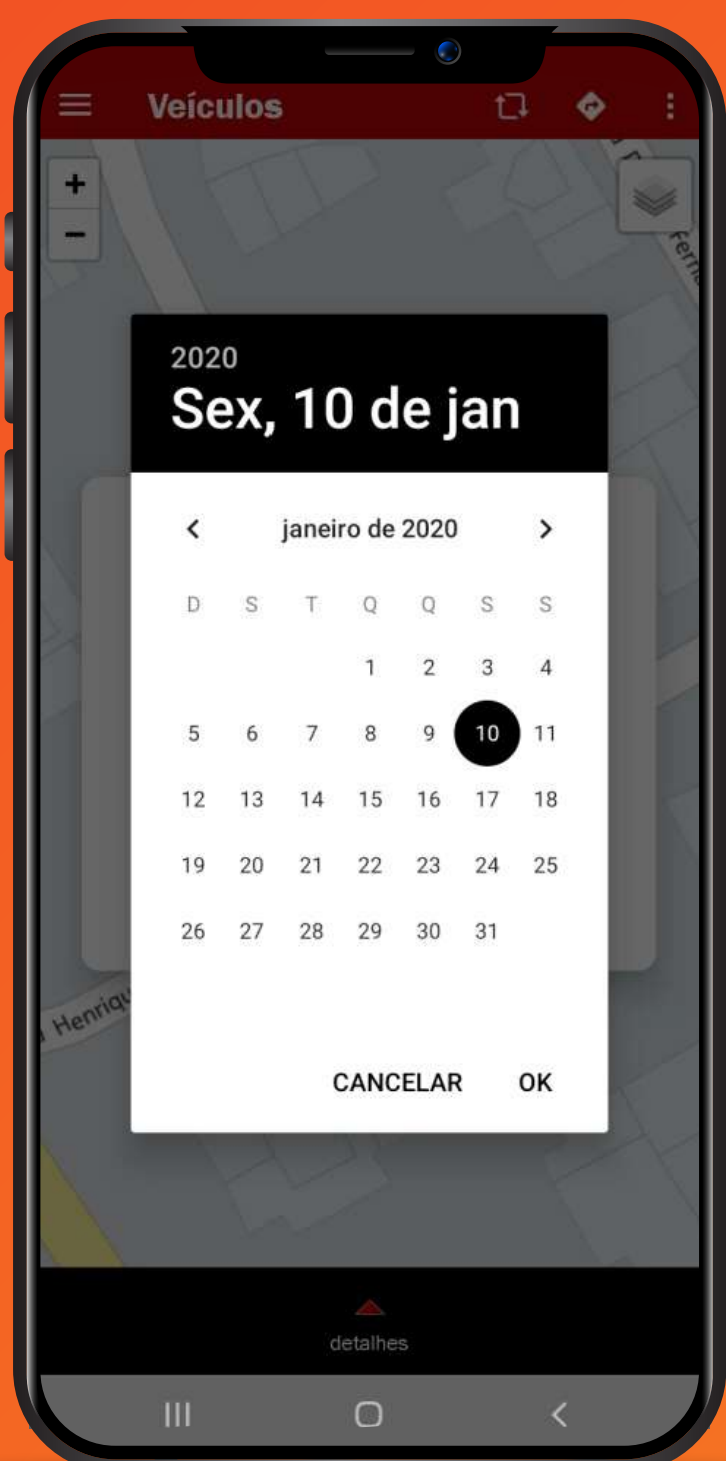 Veículos
+
−
Ferna
2020
Sex, 10 de jan
janeiro de 2020
D S T Q Q S S
1 2 3 4
5 6 7 8 9 10 11
12 13 14 15 16 17 18
19 20 21 22 23 24 25
26 27 28 29 30 31
Henriqu
CANCELAR OK
detalhes